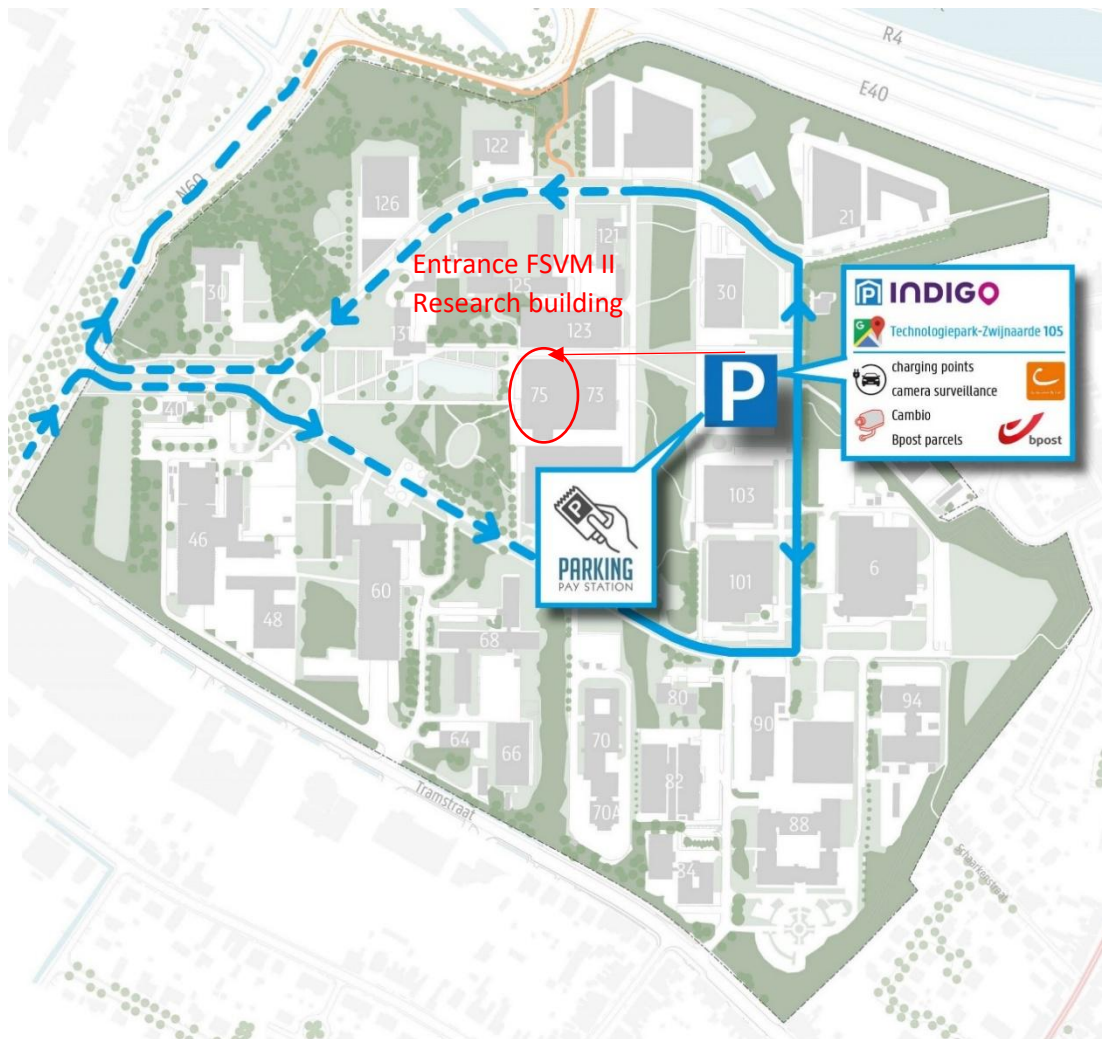 R4
E40
N60
122
126
21
121
Entrance FSVM II
Research building
30
125
30
INDIGO
Technologiepark-Zwijnaarde 105
123
131
P
charging points
camera surveillance
Cambio
Bpost parcels
bpost
75
73
40
P
PARKING
PAY STATION
103
46
101
6
60
48
68
80
94
90
70
64
66
82
Tramstraat
70A
88
84